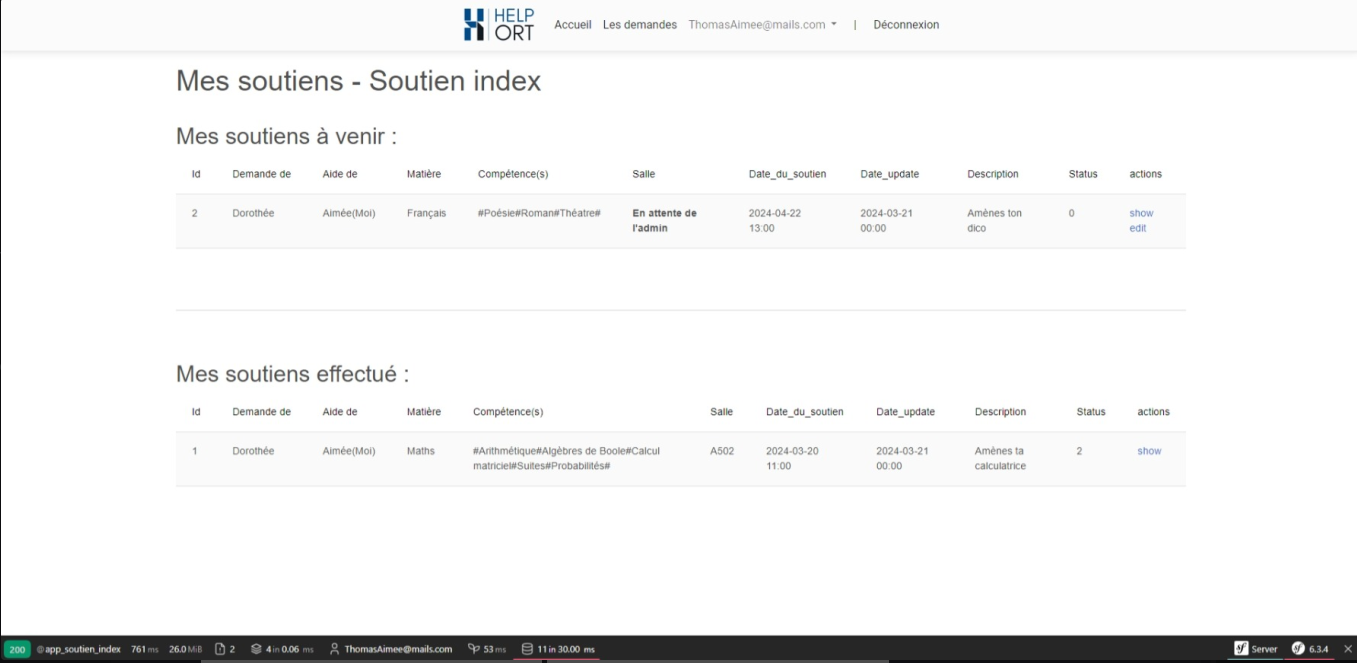 HELP
ORT
Accueil Les demandes ThomasAimee@mails.com | Déconnexion
Mes soutiens - Soutien index
Mes soutiens à venir :
Id Demande de Aide de Matière Compétence(s) Salle Date_du_soutien Date_update Description Status actions
2 Dorothée Aimée(Moi) Français #Poésie#Roman#Théatre# En attente de 2024-04-22 2024-03-21 Amènes ton 0 show
l'admin 13:00 00:00 dico edit
Mes soutiens effectué :
Id Demande de Aide de Matière Compétence(s) Salle Date_du_soutien Date_update Description Status actions
1 Dorothée Aimée(Moi) Maths #Arithmétique#Algèbres de Boole#Calcul A502 2024-03-20 2024-03-21 Amènes ta 2 show
matriciel#Suites#Probabilités# 11:00 00:00 calculatrice
200 @app_soutien_index 761 ms 26.0 MiB 2 4 in 0.06 ms ThomasAimee@mails.com 53 ms 11 in 30.00 ms Server 6.3.4